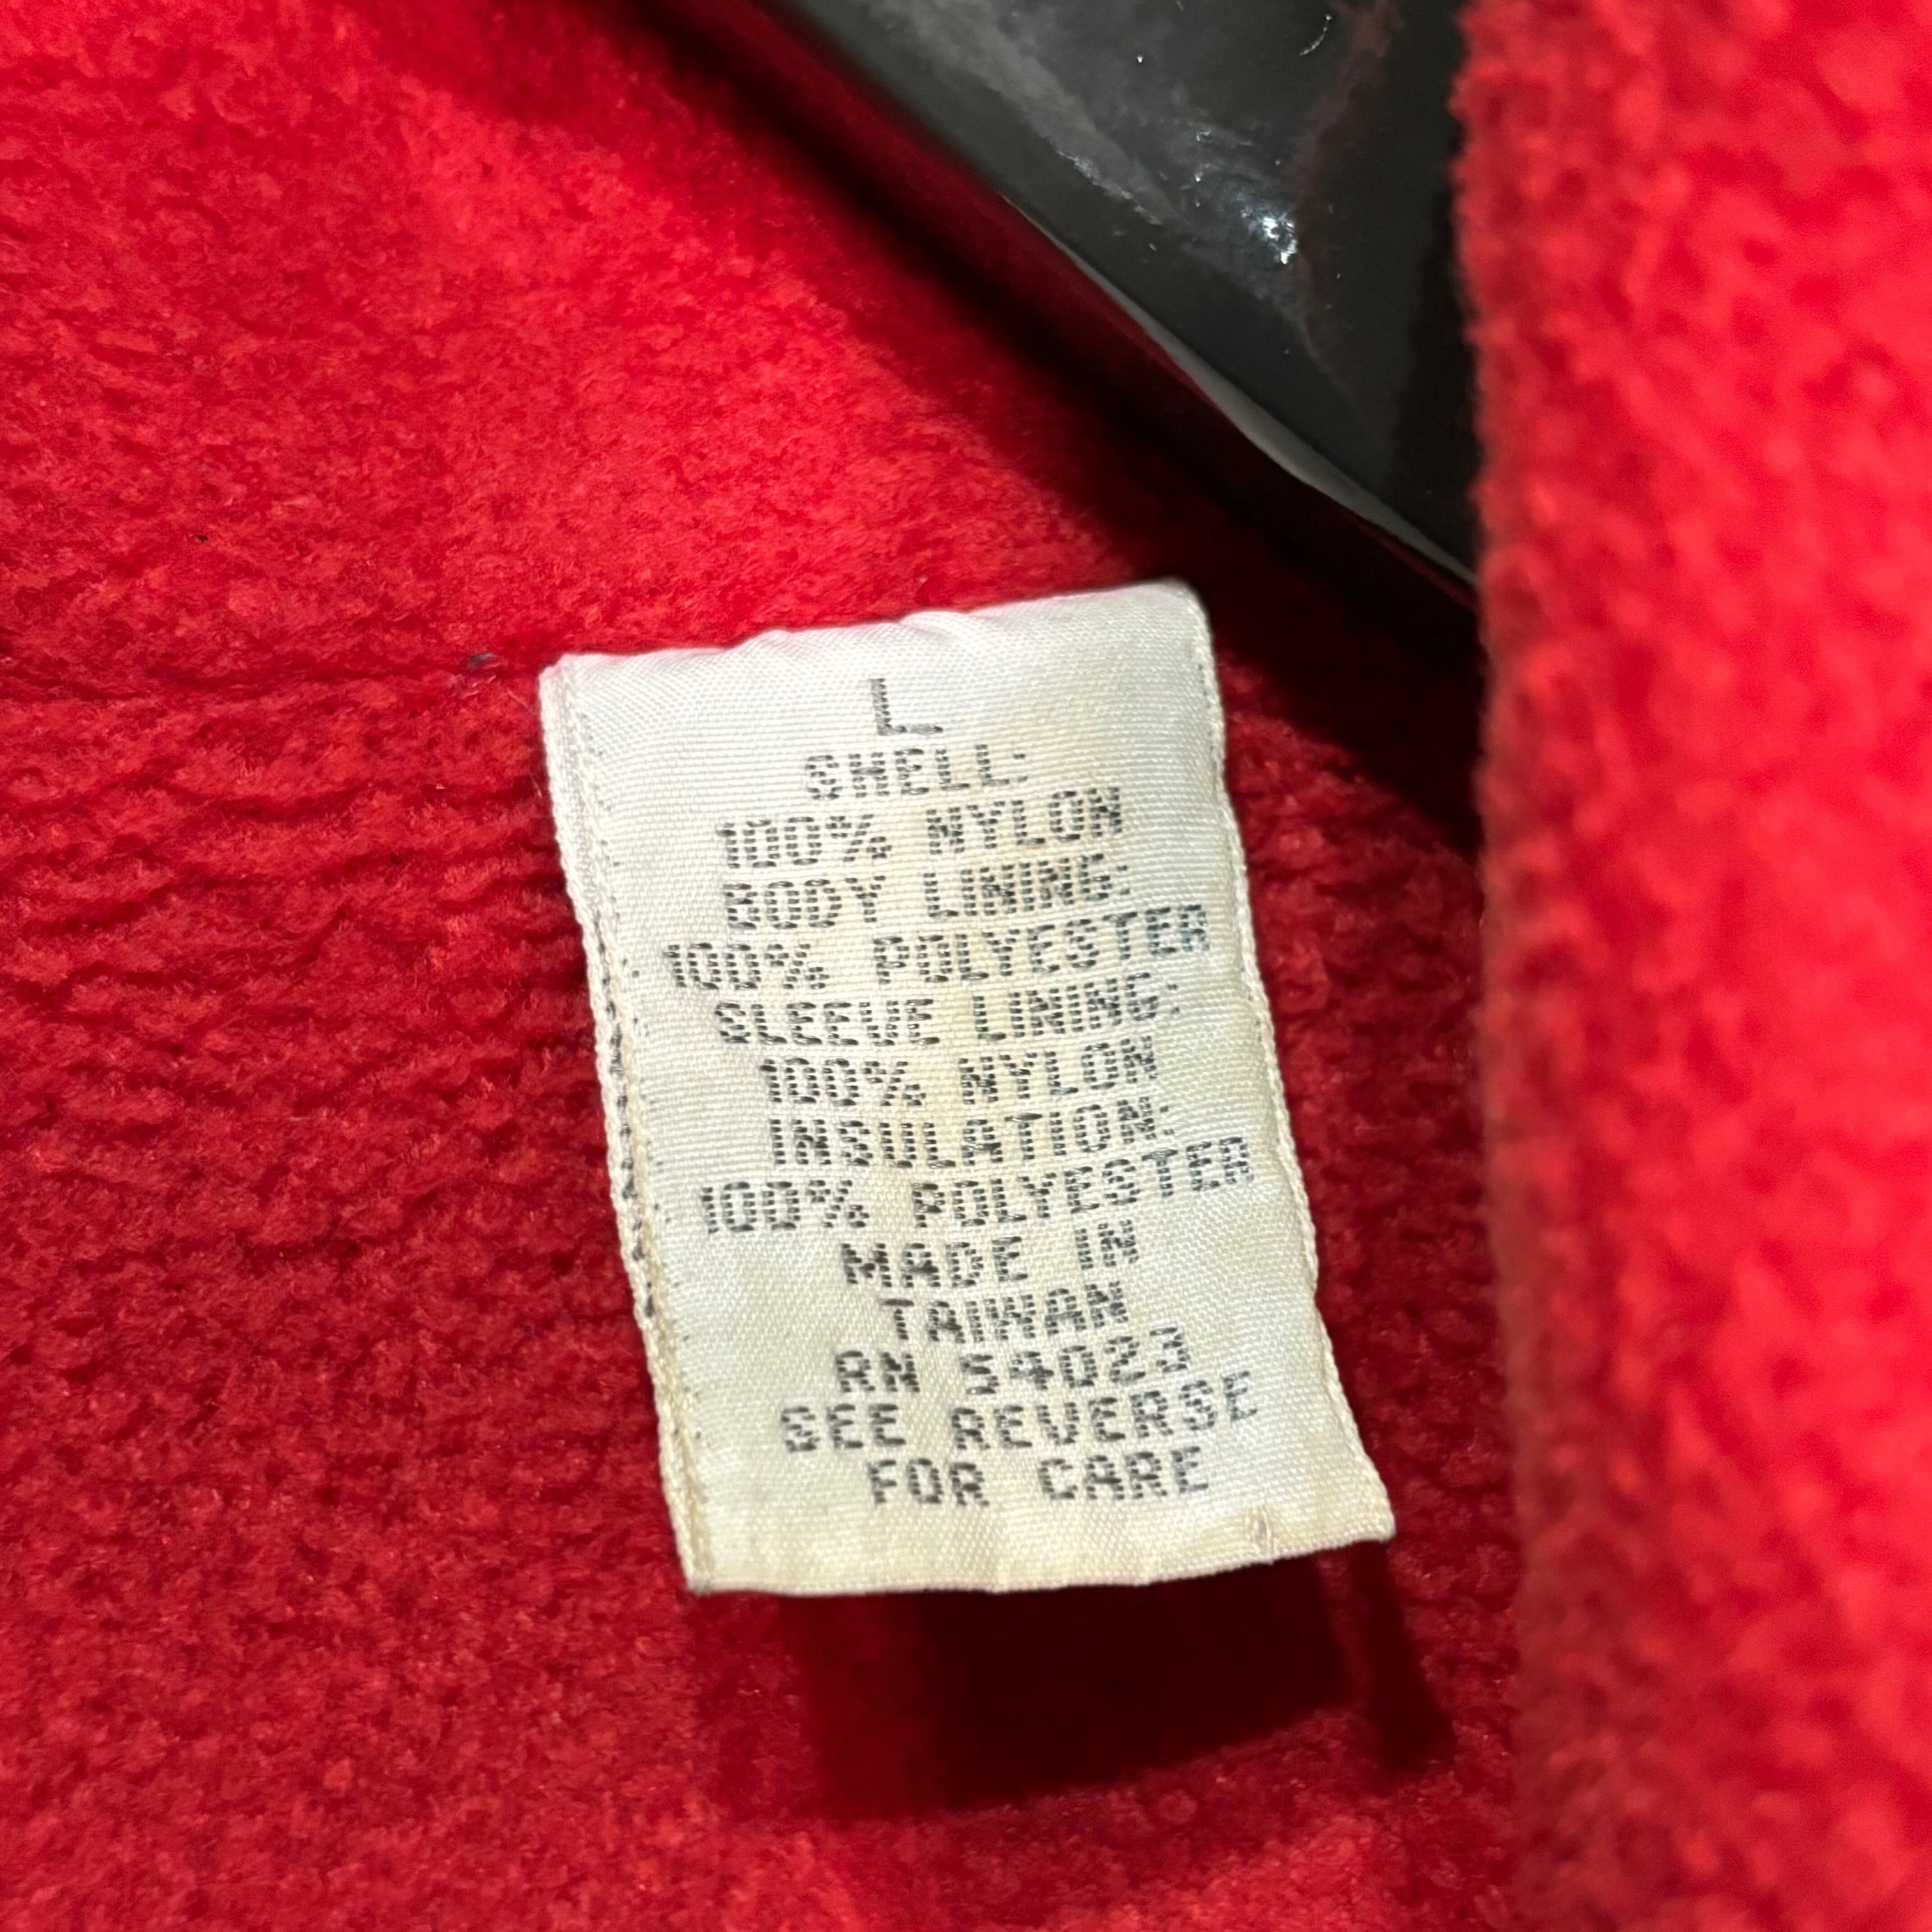 L
SHELL:
100% NYLON
BODY LINING:
100% POLYESTER
SLEEVE LINING:
100% NYLON
INSULATION:
100% POLYESTER
MADE IN
TAIWAN
RN 54023
SEE REVERSE
FOR CARE